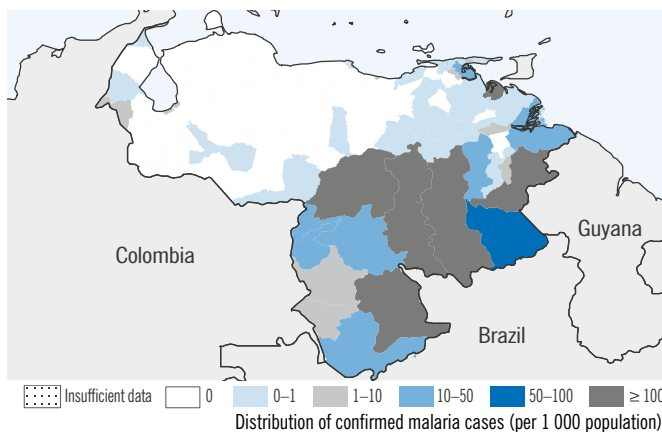 Colombia
Guyana
Brazil
Insufficient data 0 0–1 1–10 10–50 50–100 ≥ 100
Distribution of confirmed malaria cases (per 1 000 population)